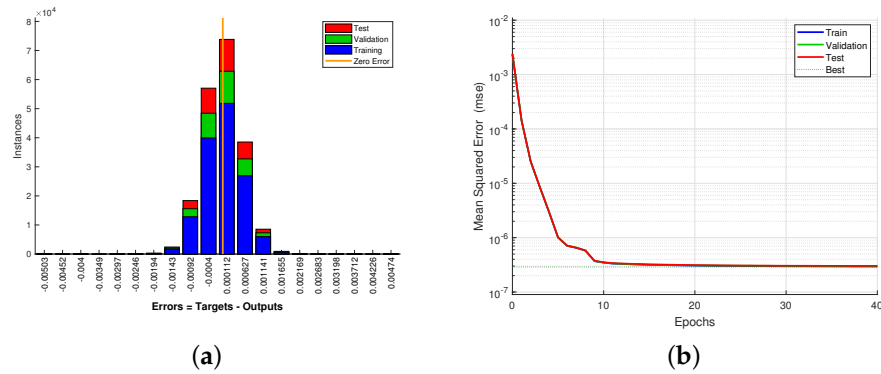 8 ×10⁴
Test
Validation
Training
Zero Error
7
6
5
4
3
2
1
0
Instances
-0.00503
-0.00452
-0.004
-0.00349
-0.00297
-0.00246
-0.00194
-0.00143
-0.00092
-0.0004
0.000112
0.000627
0.001141
0.001655
0.002169
0.002683
0.003198
0.003712
0.004226
0.00474
Errors = Targets - Outputs
(a)
Train
Validation
Test
Best
10⁻³
10⁻⁴
10⁻⁵
10⁻⁶
10⁻⁷
Mean Squared Error (mse)
0
10
20
30
40
Epochs
(b)